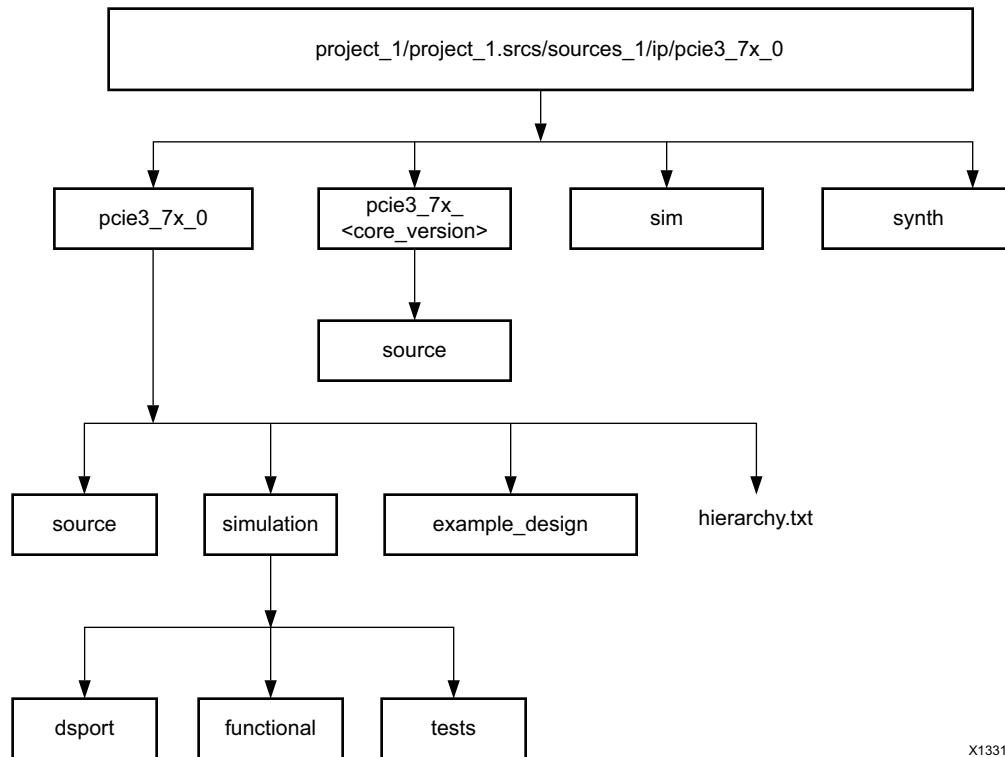 project_1/project_1.srcs/sources_1/ip/pcie3_7x_0
pcie3_7x_0
pcie3_7x_
<core_version>
sim
synth
source
source
simulation
example_design
hierarchy.txt
dsport
functional
tests
X1331